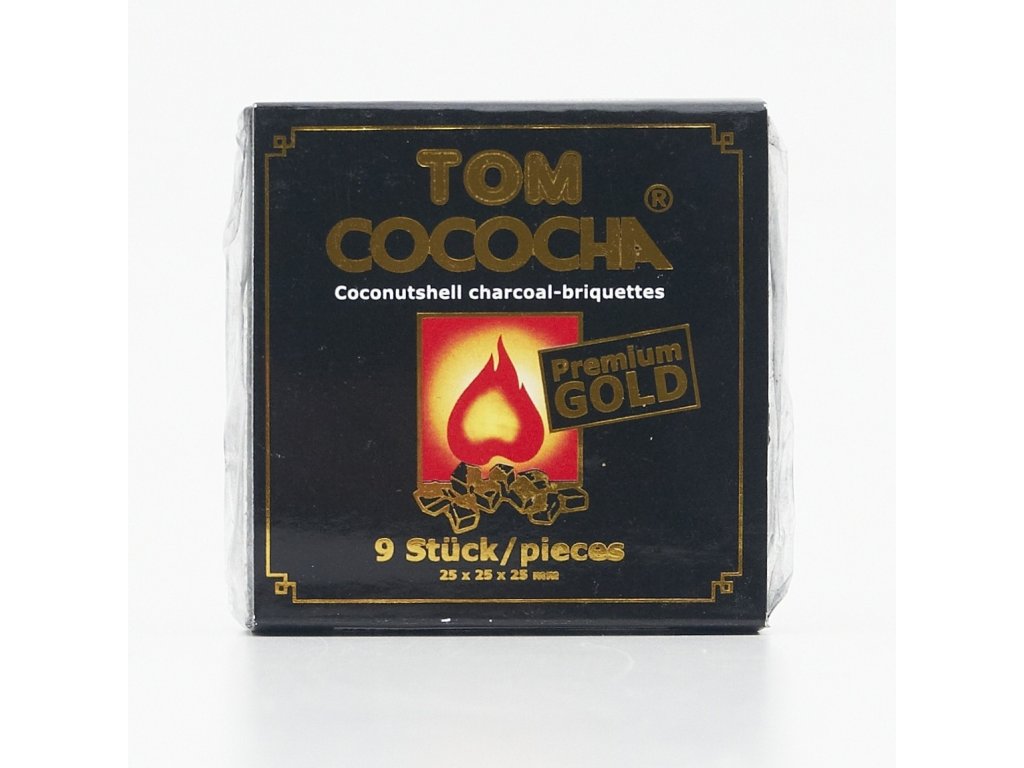 TOM
COCOCHA®
Coconutshell charcoal-briquettes
Premium
GOLD
9 Stück/pieces
25 x 25 x 25 mm